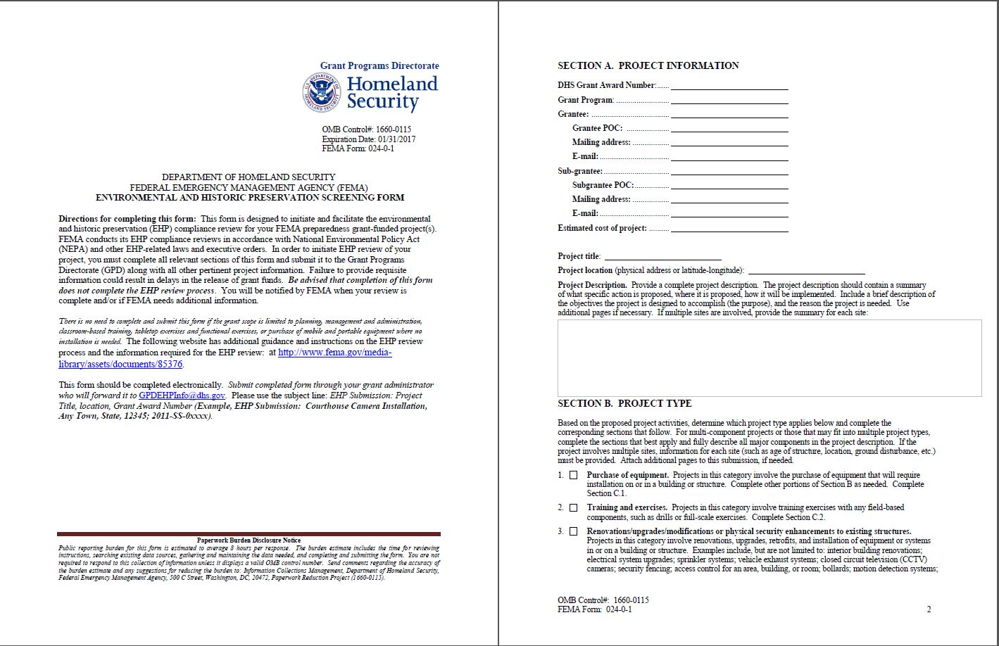 Grant Programs Directorate
U.S. DEPARTMENT OF
HOMELAND SECURITY
Homeland
Security
OMB Control#: 1660-0115
Expiration Date: 01/31/2017
FEMA Form: 024-0-1
DEPARTMENT OF HOMELAND SECURITY
FEDERAL EMERGENCY MANAGEMENT AGENCY (FEMA)
ENVIRONMENTAL AND HISTORIC PRESERVATION SCREENING FORM
Directions for completing this form: This form is designed to initiate and facilitate the environmental
and historic preservation (EHP) compliance review for your FEMA preparedness grant-funded project(s).
FEMA conducts its EHP compliance reviews in accordance with National Environmental Policy Act
(NEPA) and other EHP-related laws and executive orders. In order to initiate EHP review of your
project, you must complete all relevant sections of this form and submit it to the Grant Programs
Directorate (GPD) along with all other pertinent project information. Failure to provide requisite
information could result in delays in the release of grant funds. Be advised that completion of this form
does not complete the EHP review process. You will be notified by FEMA when your review is
complete and/or if FEMA needs additional information.
There is no need to complete and submit this form if the grant scope is limited to planning, management and administration,
classroom-based training, tabletop exercises and functional exercises, or purchase of mobile and portable equipment where no
installation is needed. The following website has additional guidance and instructions on the EHP review
process and the information required for the EHP review: at http://www.fema.gov/media-
library/assets/documents/85376.
This form should be completed electronically. Submit completed form through your grant administrator
who will forward it to GPDEHPInfo@dhs.gov. Please use the subject line: EHP Submission: Project
Title, location, Grant Award Number (Example, EHP Submission: Courthouse Camera Installation,
Any Town, State, 12345; 2011-SS-0xxxx).
Paperwork Burden Disclosure Notice
Public reporting burden for this form is estimated to average 8 hours per response. The burden estimate includes the time for reviewing
instructions, searching existing data sources, gathering and maintaining the data needed, and completing and submitting the form. You are not
required to respond to this collection of information unless it displays a valid OMB control number. Send comments regarding the accuracy of
the burden estimate and any suggestions for reducing the burden to: Information Collections Management, Department of Homeland Security,
Federal Emergency Management Agency, 500 C Street, Washington, DC, 20472, Paperwork Reduction Project (1660-0115).
SECTION A. PROJECT INFORMATION
DHS Grant Award Number:......
Grant Program: ..........................
Grantee: ......................................
Grantee POC: .....................
Mailing address: ..................
E-mail:..................................
Sub-grantee:................................
Subgrantee POC:.................
Mailing address: ..................
E-mail:..................................
Estimated cost of project: ..........
Project title:
Project location (physical address or latitude-longitude):
Project Description. Provide a complete project description. The project description should contain a summary
of what specific action is proposed, where it is proposed, how it will be implemented. Include a brief description of
the objectives the project is designed to accomplish (the purpose), and the reason the project is needed. Use
additional pages if necessary. If multiple sites are involved, provide the summary for each site:
SECTION B. PROJECT TYPE
Based on the proposed project activities, determine which project type applies below and complete the
corresponding sections that follow. For multi-component projects or those that may fit into multiple project types,
complete the sections that best apply and fully describe all major components in the project description. If the
project involves multiple sites, information for each site (such as age of structure, location, ground disturbance, etc.)
must be provided. Attach additional pages to this submission, if needed.
1. Purchase of equipment. Projects in this category involve the purchase of equipment that will require
installation on or in a building or structure. Complete other portions of Section B as needed. Complete
Section C.1.
2. Training and exercises. Projects in this category involve training exercises with any field-based
components, such as drills or full-scale exercises. Complete Section C.2.
3. Renovations/upgrades/modifications or physical security enhancements to existing structures.
Projects in this category involve renovations, upgrades, retrofits, and installation of equipment or systems
in or on a building or structure. Examples include, but are not limited to: interior building renovations;
electrical system upgrades; sprinkler systems; vehicle exhaust systems; closed circuit television (CCTV)
cameras; security fencing; access control for an area, building, or room; bollards; motion detection systems;
OMB Control#: 1660-0115
FEMA Form: 024-0-1
2